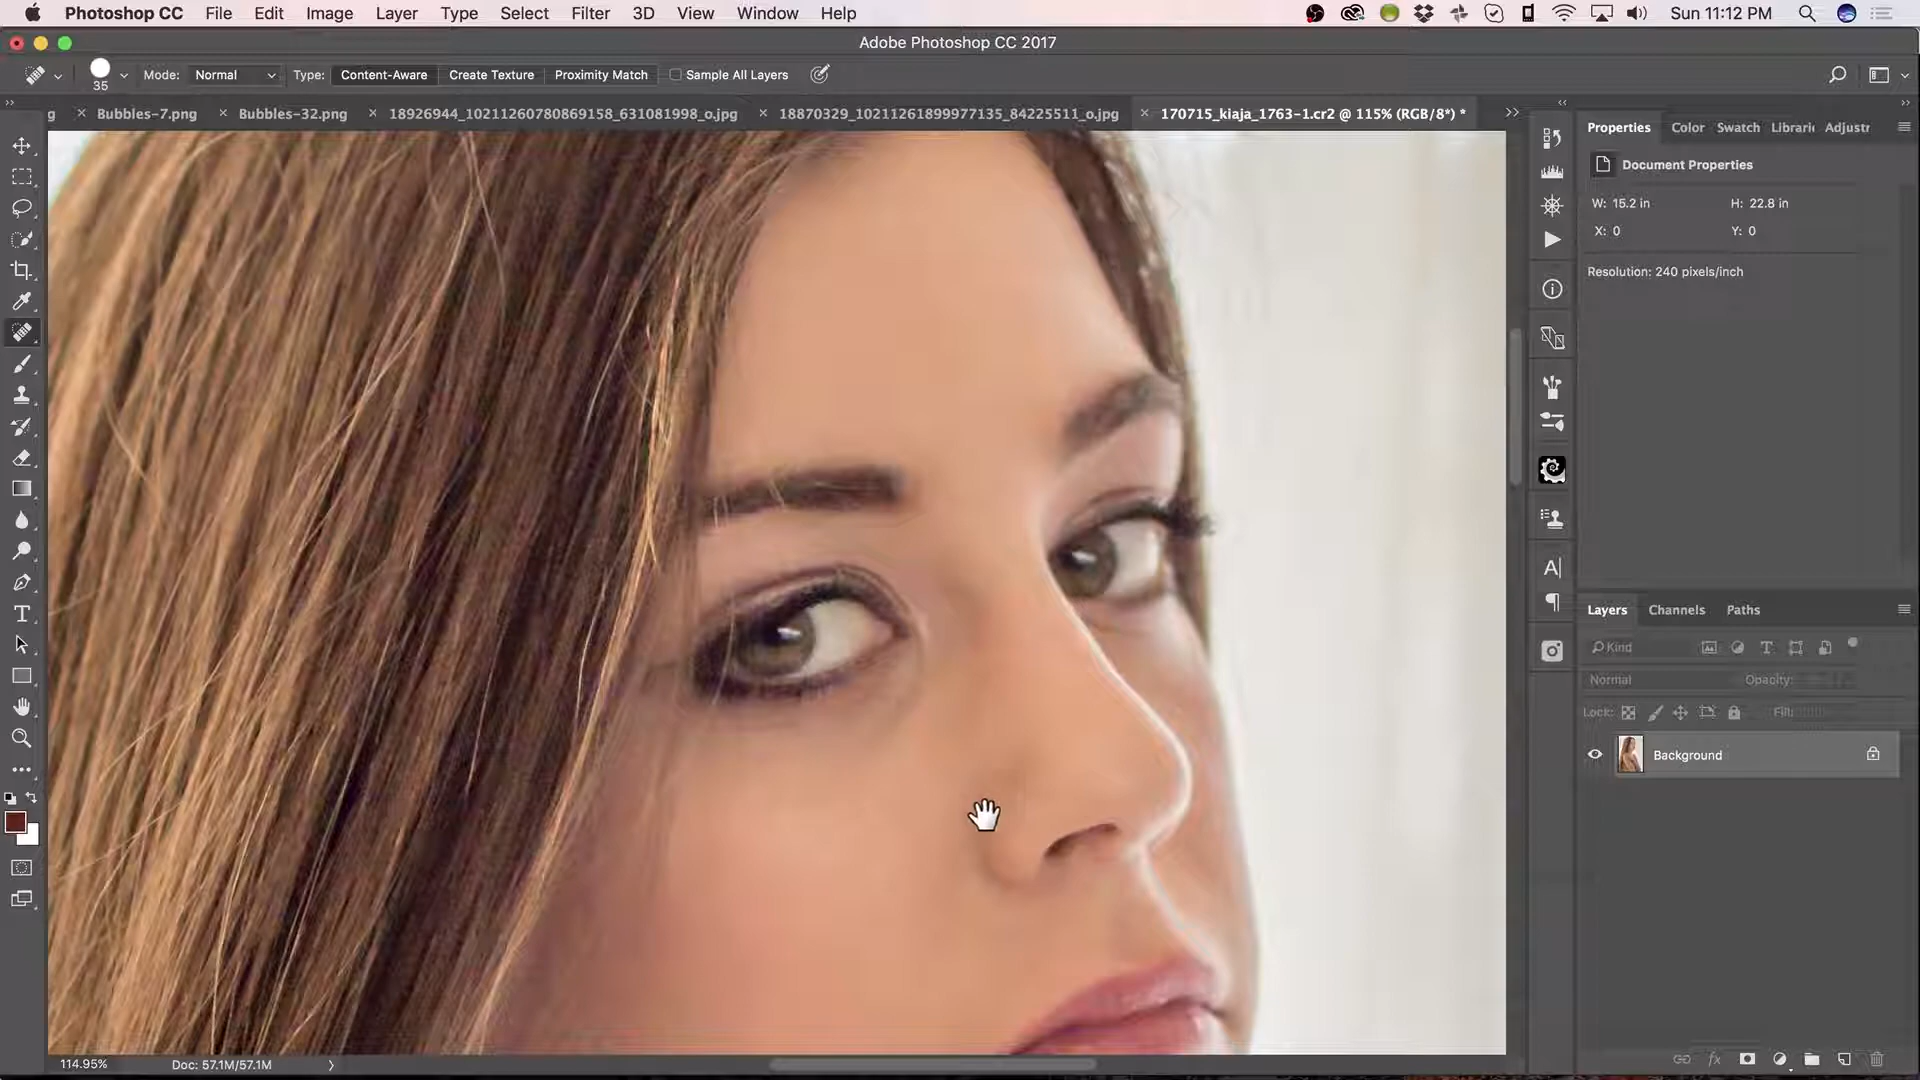 Photoshop CC File Edit Image Layer Type Select Filter 3D View Window Help Sun 11:12 PM
Adobe Photoshop CC 2017
35 Mode: Normal Type: Content-Aware Create Texture Proximity Match Sample All Layers
g × Bubbles-7.png × Bubbles-32.png × 18926944_10211260780869158_631081998_o.jpg × 18870329_10211261899977135_84225511_o.jpg × 170715_kiaja_1763-1.cr2 @ 115% (RGB/8*) *
Properties Color Swatch Librari Adjustr
Document Properties
W: 15.2 in H: 22.8 in
X: 0 Y: 0
Resolution: 240 pixels/inch
Layers Channels Paths
Kind
Normal Opacity:
Lock: Fill:
Background
114.95% Doc: 57.1M/57.1M